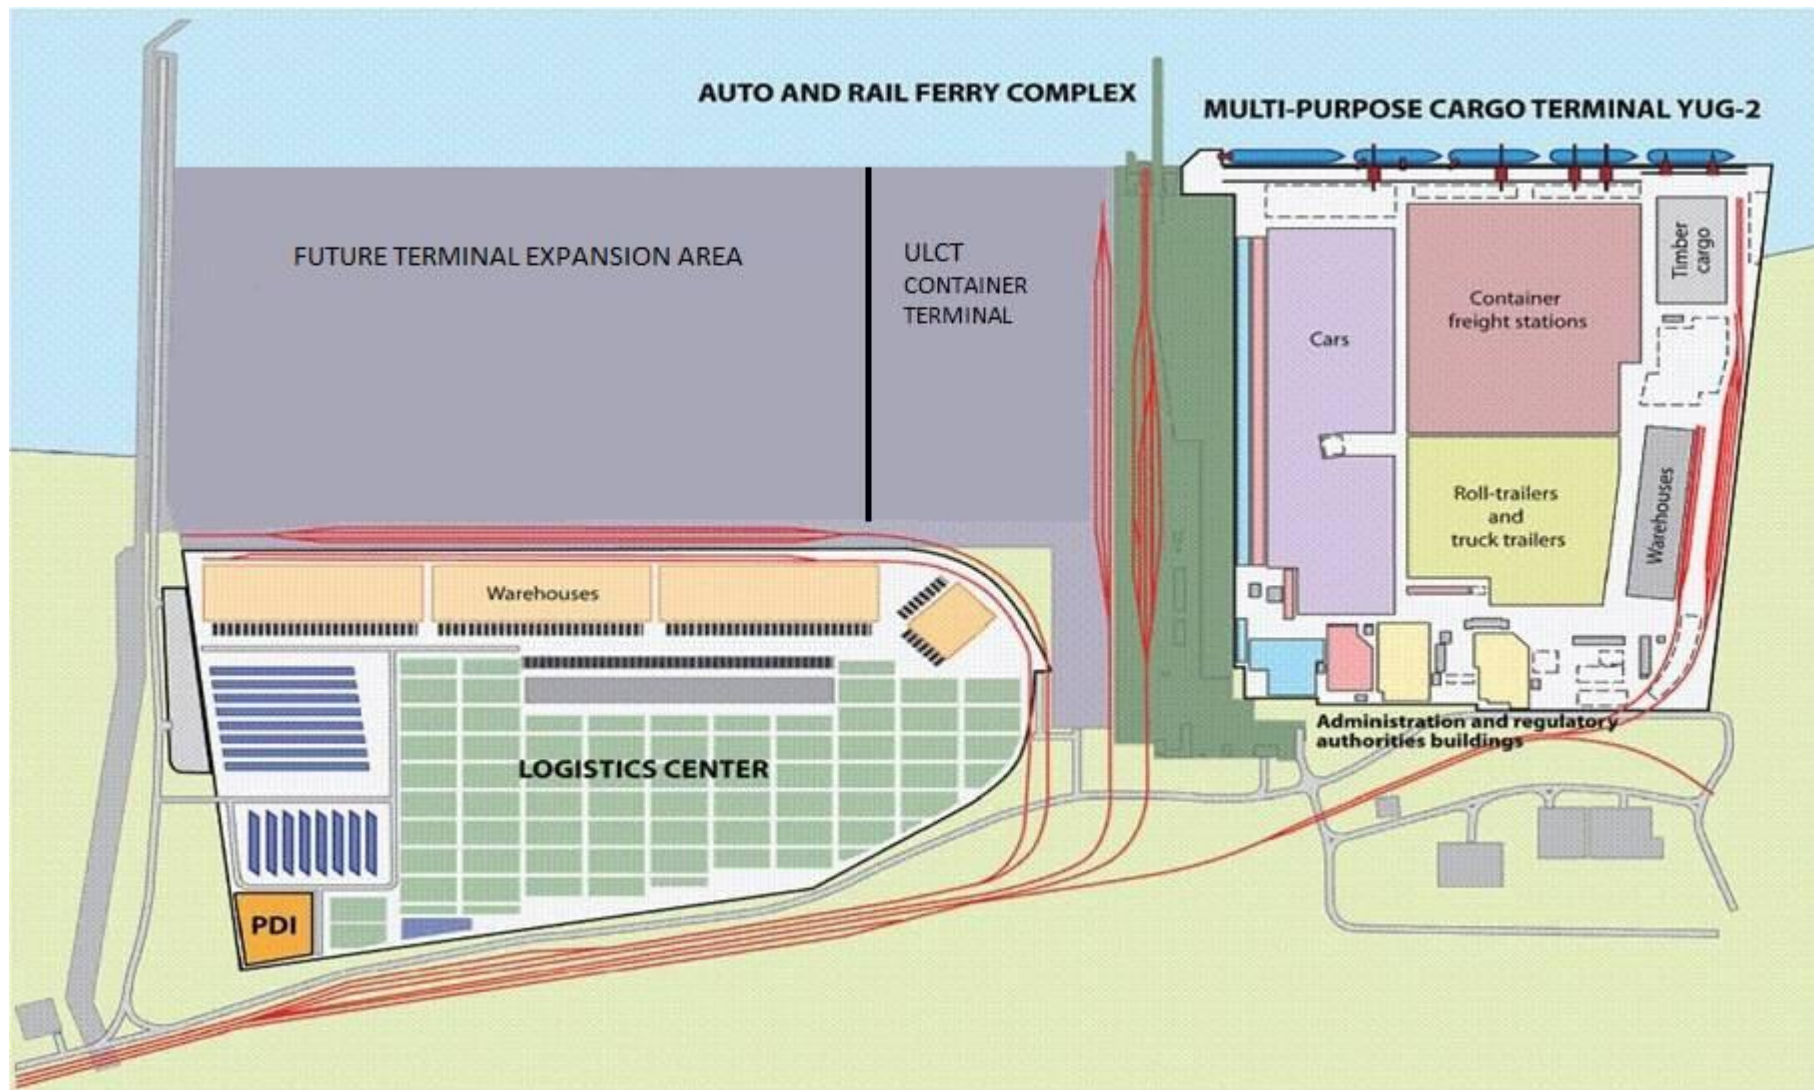 AUTO AND RAIL FERRY COMPLEX
MULTI-PURPOSE CARGO TERMINAL YUG-2
FUTURE TERMINAL EXPANSION AREA
ULCT
CONTAINER
TERMINAL
Timber
cargo
Container
freight stations
Cars
Roll-trailers
and
truck trailers
Warehouses
Warehouses
Administration and regulatory
authorities buildings
LOGISTICS CENTER
PDI